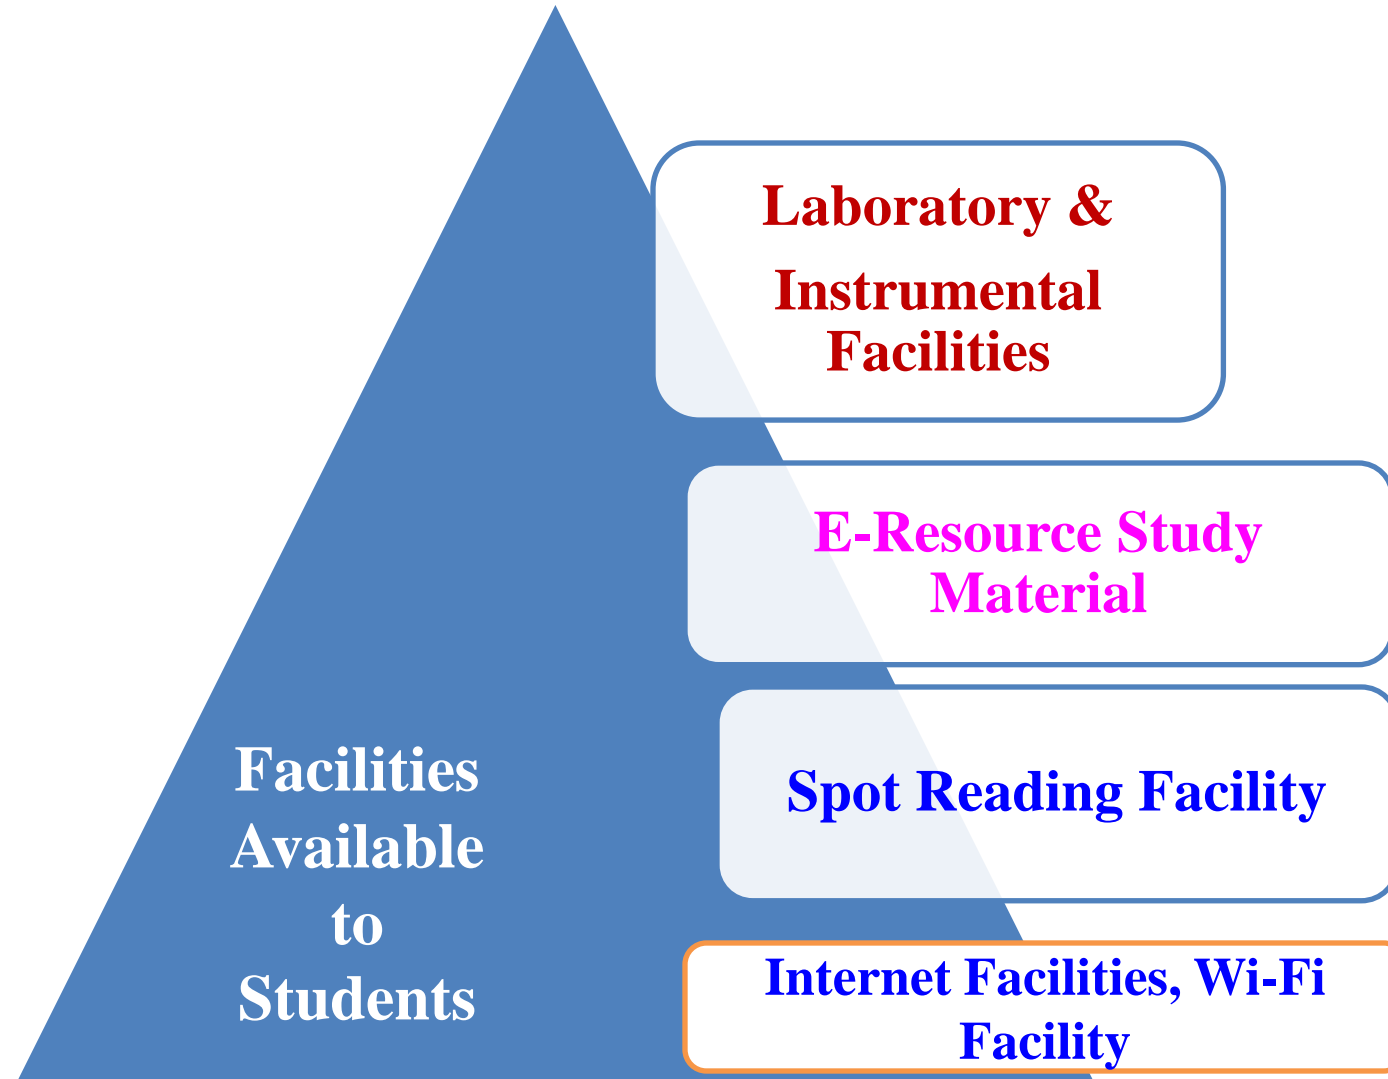 Laboratory &
Instrumental
Facilities
E-Resource Study
Material
Spot Reading Facility
Internet Facilities, Wi-Fi
Facility
Facilities
Available
to
Students